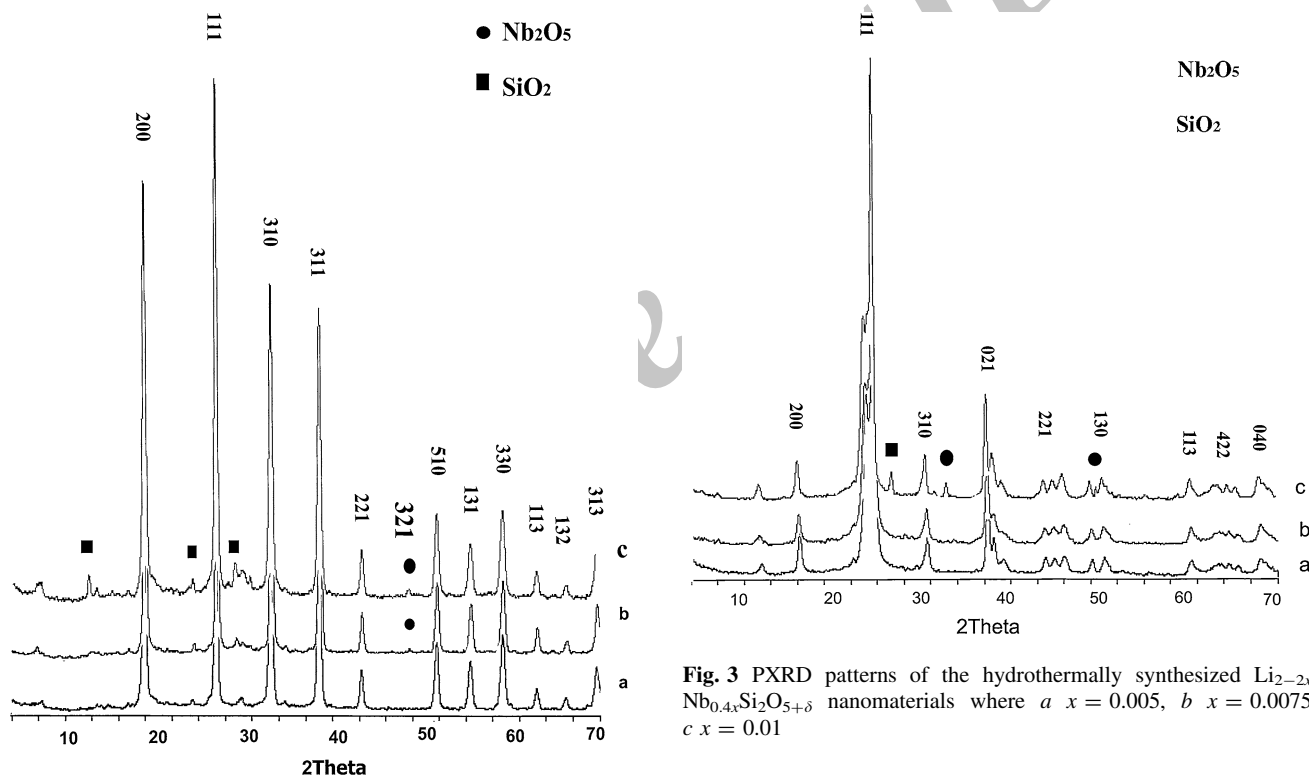 111
● Nb₂O₅
■ SiO₂
200
310
311
221
321
510
131
330
113
132
313
c
b
a
10 20 30 40 50 60 70
2Theta
111
Nb₂O₅
SiO₂
200
310
021
221
130
113
422
040
c
b
a
10 20 30 40 50 60 70
2Theta
Fig. 3 PXRD patterns of the hydrothermally synthesized Li₂₋₂ₓ
Nb₀.₄ₓSi₂O₅₊δ nanomaterials where a x = 0.005, b x = 0.0075
c x = 0.01